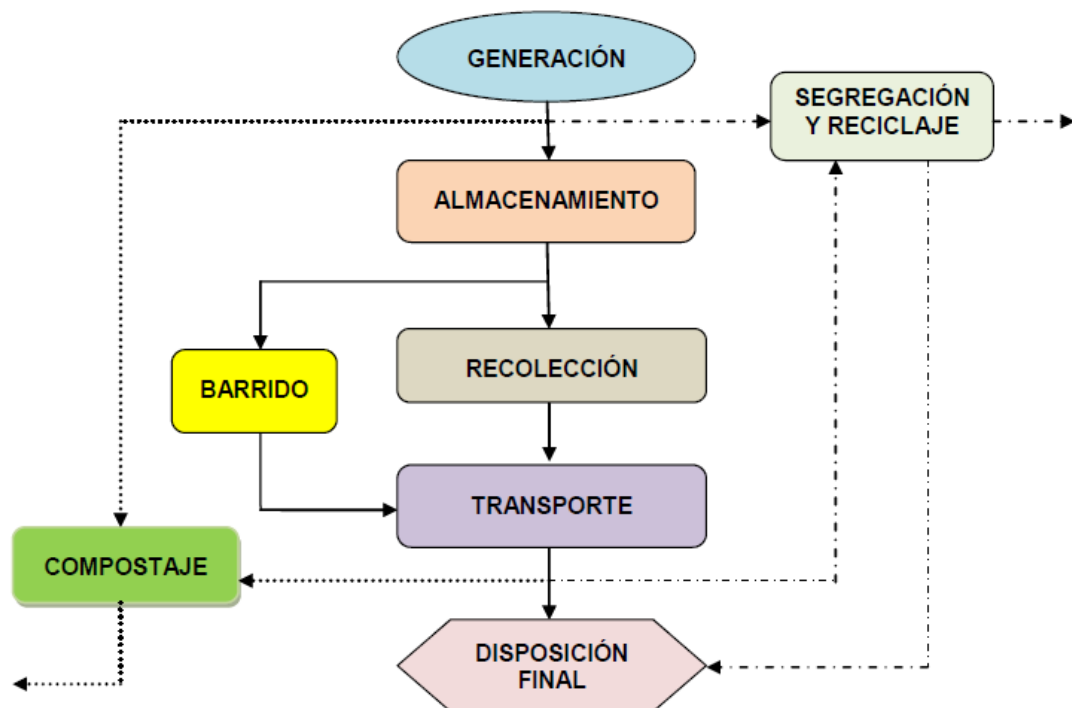 GENERACIÓN
SEGREGACIÓN
Y RECICLAJE
ALMACENAMIENTO
RECOLECCIÓN
BARRIDO
TRANSPORTE
COMPOSTAJE
DISPOSICIÓN
FINAL